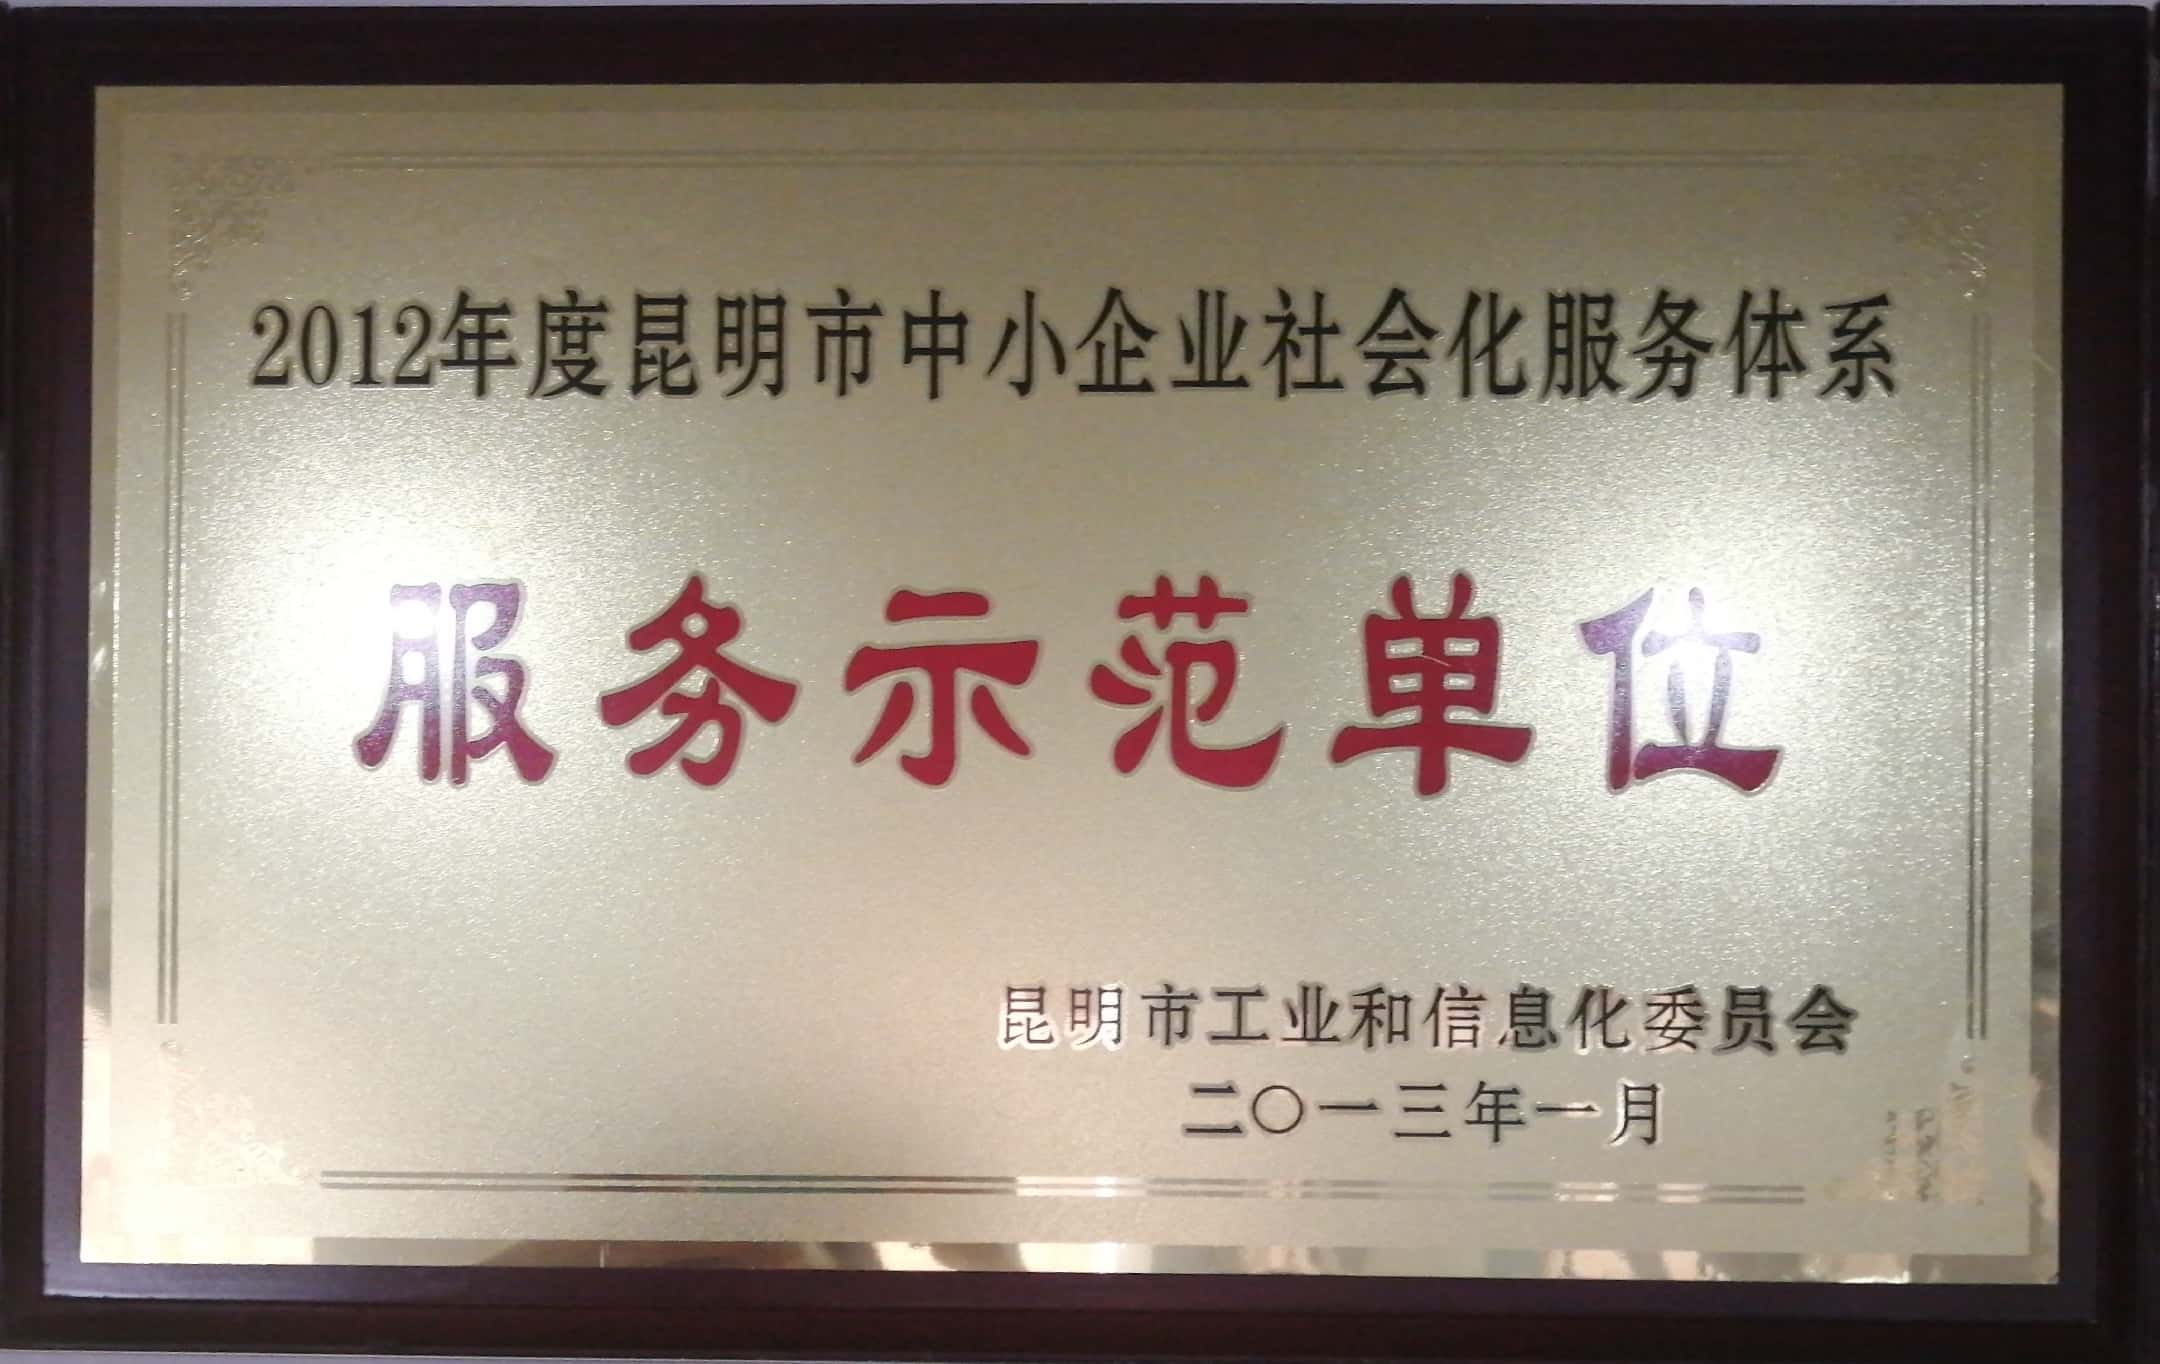 2012年度昆明市中小企业社会化服务体系
服务示范单位
昆明市工业和信息化委员会
二〇一三年一月